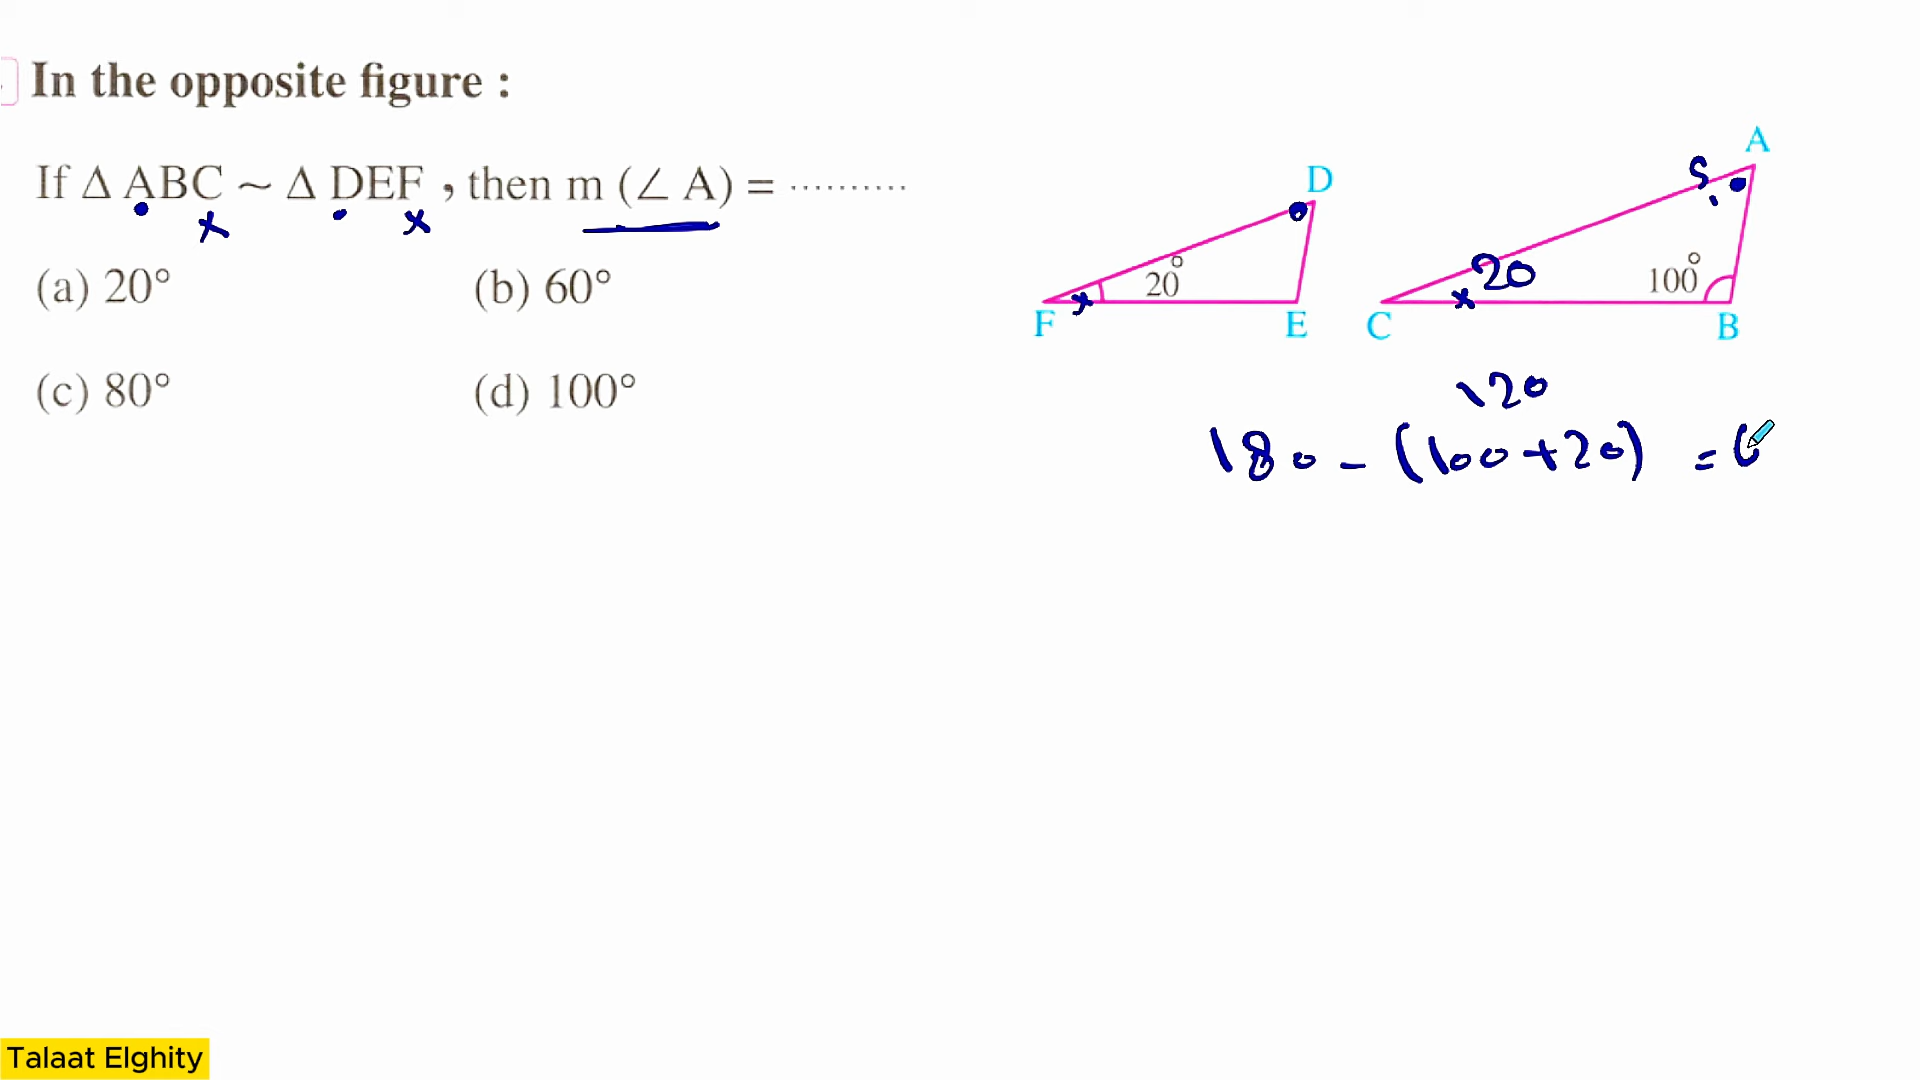 In the opposite figure :
If Δ ABC ~ Δ DEF , then m (∠ A) = ..........
(a) 20° (b) 60°
(c) 80° (d) 100°
A
D
20°
20
100°
F E C B
120
180 - (100+20) =
Talaat Elghity